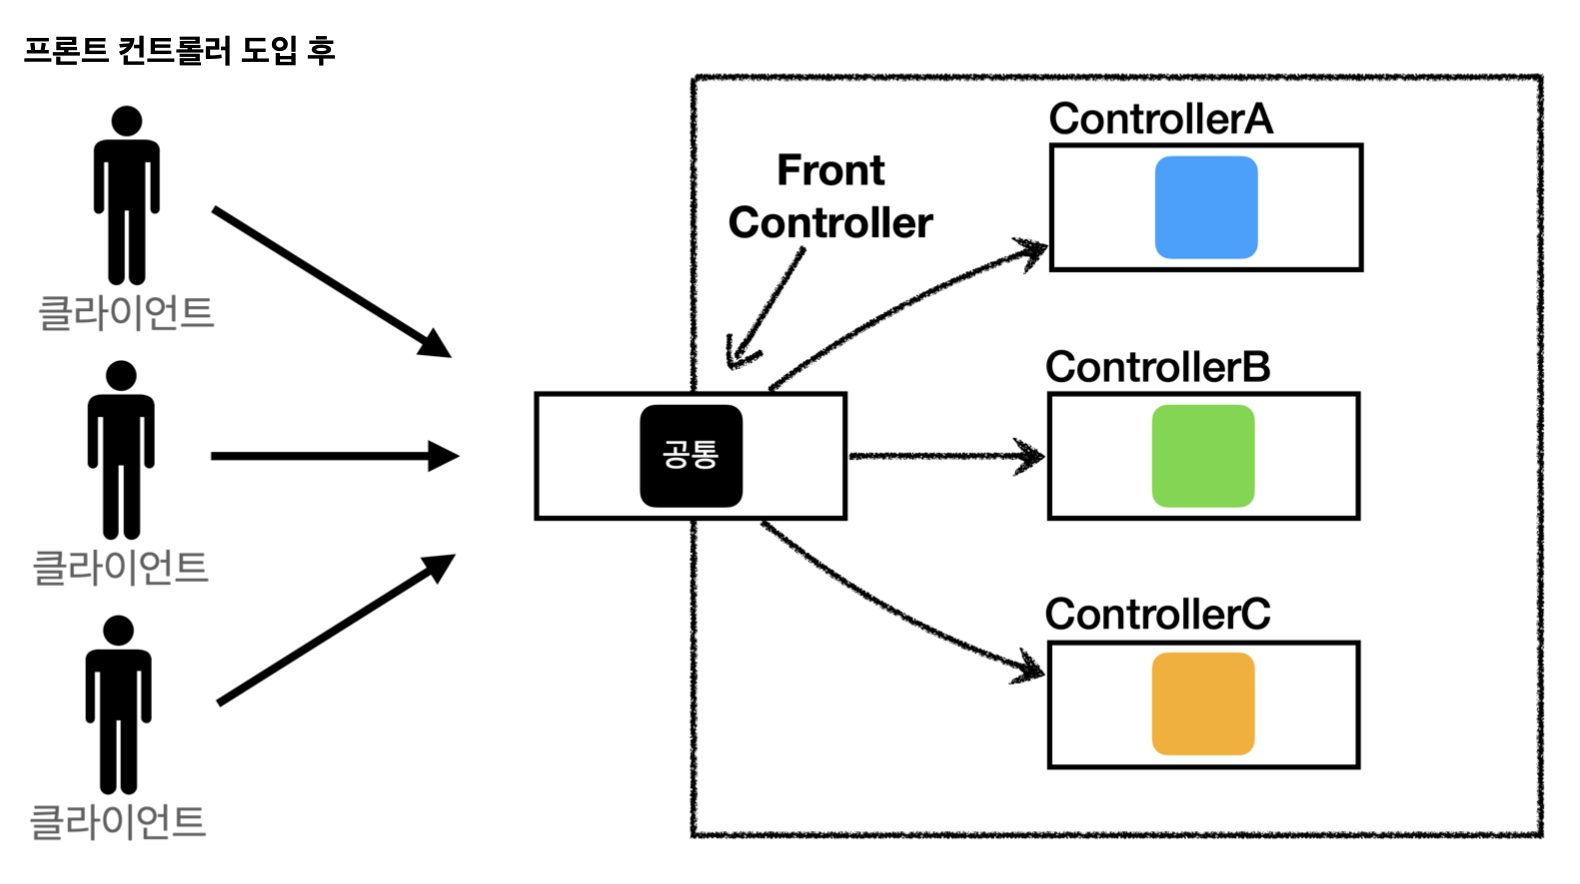 프론트 컨트롤러 도입 후
클라이언트
클라이언트
클라이언트
Front
Controller
공통
ControllerA
ControllerB
ControllerC